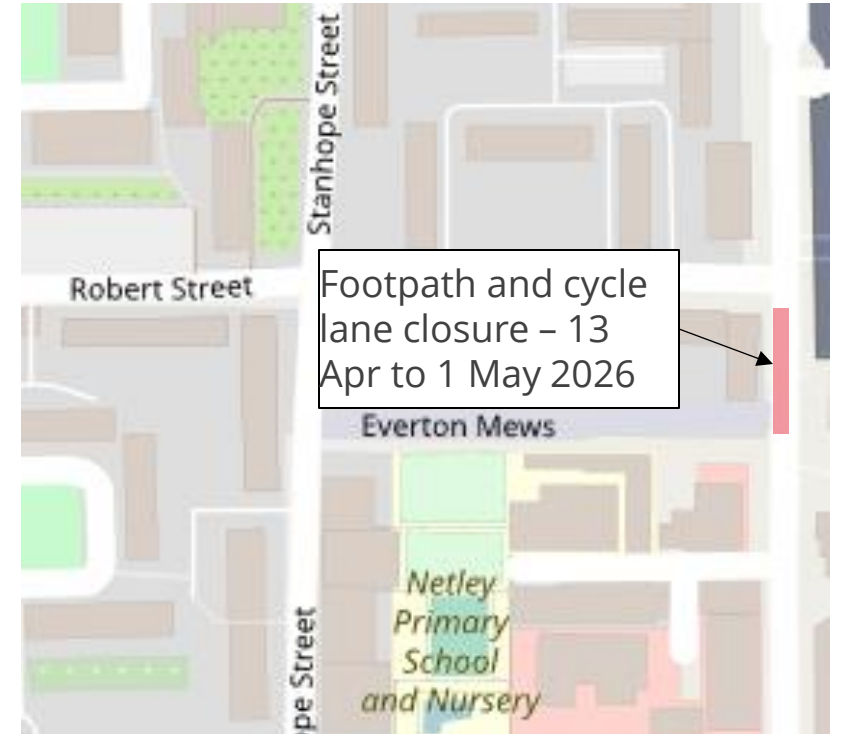 Stanhope Street
Robert Street
Footpath and cycle
lane closure – 13
Apr to 1 May 2026
Everton Mews
Netley
Primary
School
and Nursery
pe Street